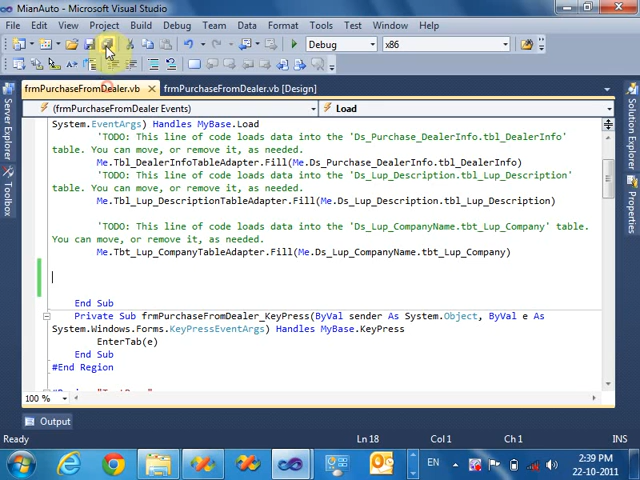 MianAuto - Microsoft Visual Studio
File Edit View Project Build Debug Team Data Format Tools Test Window Help
Debug x86
frmPurchaseFromDealer.vb frmPurchaseFromDealer.vb [Design]
(frmPurchaseFromDealer Events) Load
System.EventArgs) Handles MyBase.Load
'TODO: This line of code loads data into the 'Ds_Purchase_DealerInfo.tbl_DealerInfo'
table. You can move, or remove it, as needed.
Me.Tbl_DealerInfoTableAdapter.Fill(Me.Ds_Purchase_DealerInfo.tbl_DealerInfo)
'TODO: This line of code loads data into the 'Ds_Lup_Description.tbl_Lup_Description'
table. You can move, or remove it, as needed.
Me.Tbl_Lup_DescriptionTableAdapter.Fill(Me.Ds_Lup_Description.tbl_Lup_Description)
'TODO: This line of code loads data into the 'Ds_Lup_CompanyName.tbt_Lup_Company' table.
You can move, or remove it, as needed.
Me.Tbt_Lup_CompanyTableAdapter.Fill(Me.Ds_Lup_CompanyName.tbt_Lup_Company)
End Sub
Private Sub frmPurchaseFromDealer_KeyPress(ByVal sender As System.Object, ByVal e As
System.Windows.Forms.KeyPressEventArgs) Handles MyBase.KeyPress
EnterTab(e)
End Sub
#End Region
100 %
Server Explorer
Toolbox
Solution Explorer
Properties
Output
Ready Ln 18 Col 1 Ch 1 INS
EN 2:39 PM
22-10-2011